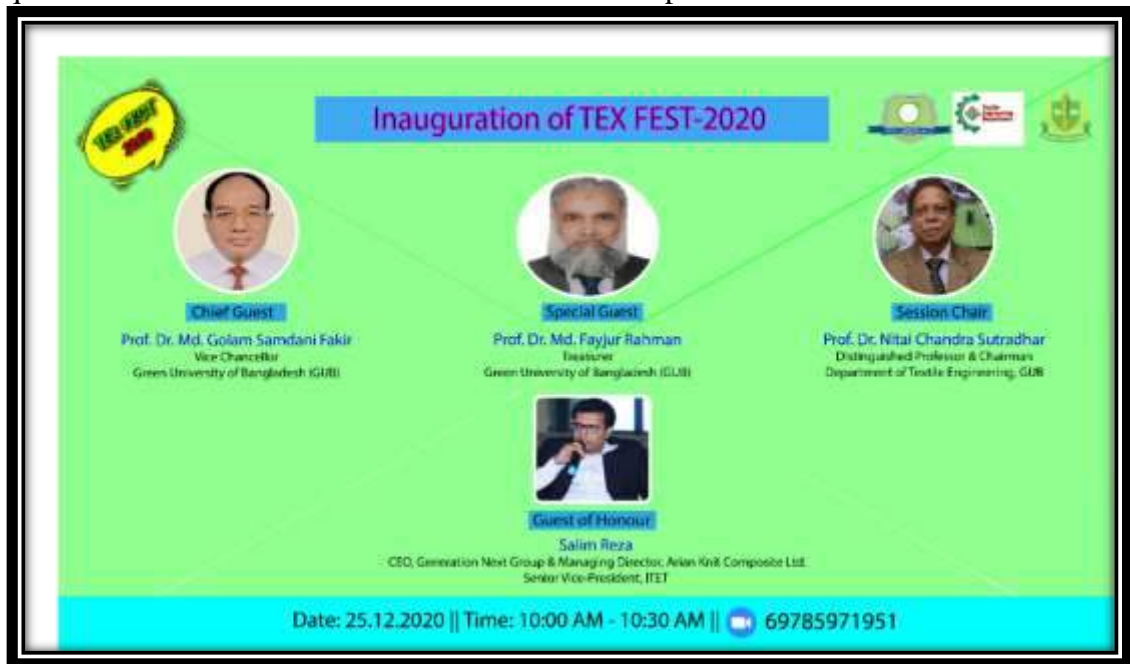 TEX FEST
2020
Inauguration of TEX FEST-2020
Chief Guest
Prof. Dr. Md. Golam Samdani Fakir
Vice Chancellor
Green University of Bangladesh (GUB)
Special Guest
Prof. Dr. Md. Fayjur Rahman
Treasurer
Green University of Bangladesh (GUB)
Session Chair
Prof. Dr. Nitai Chandra Sutradhar
Distinguished Professor & Chairman
Department of Textile Engineering, GUB
Guest of Honour
Salim Reza
CEO, Generation Next Group & Managing Director, Arian Knit Composite Ltd.
Senior Vice-President, ITET
Date: 25.12.2020 || Time: 10:00 AM - 10:30 AM || 69785971951